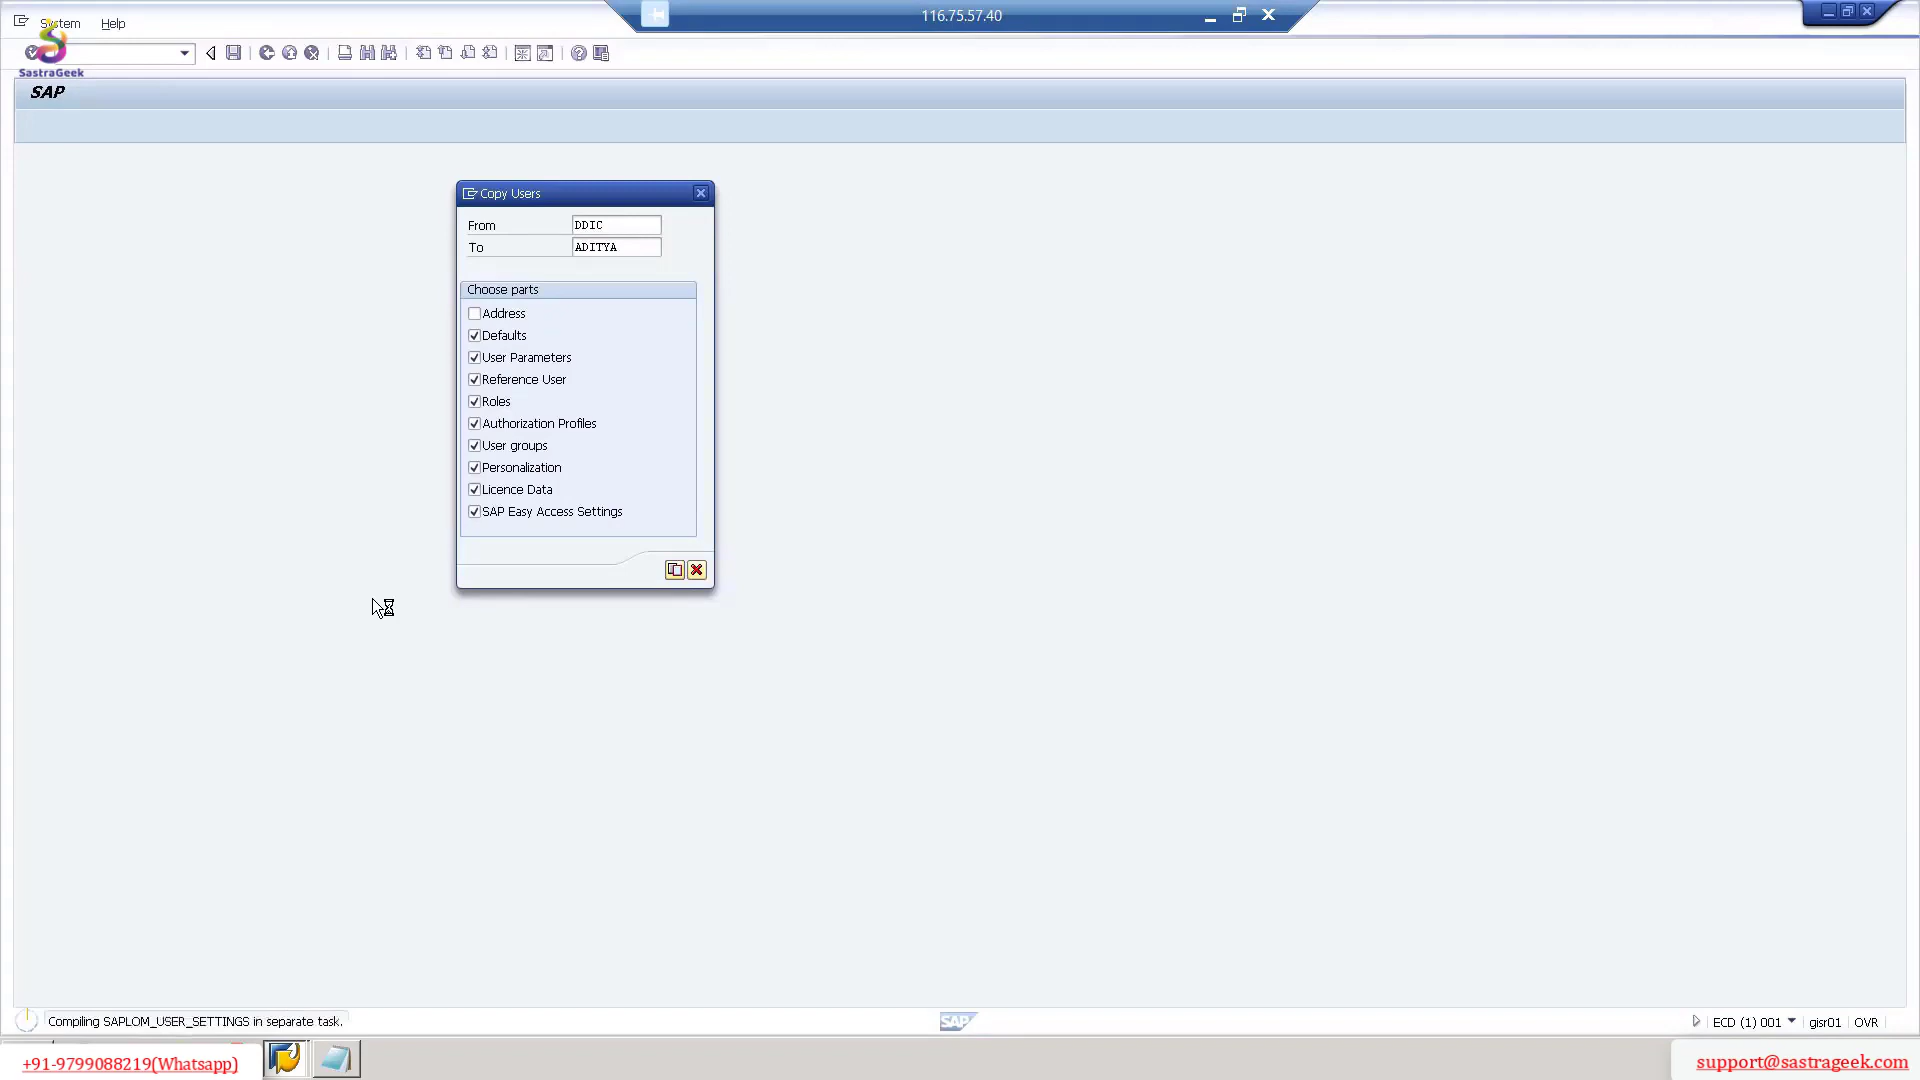 116.75.57.40
System Help
SastraGeek
SAP
Copy Users
From DDIC
To ADITYA
Choose parts
Address
Defaults
User Parameters
Reference User
Roles
Authorization Profiles
User groups
Personalization
Licence Data
SAP Easy Access Settings
Compiling SAPLOM_USER_SETTINGS in separate task.
SAP
ECD (1) 001 gisr01 OVR
+91-9799088219(Whatsapp)
support@sastrageek.com